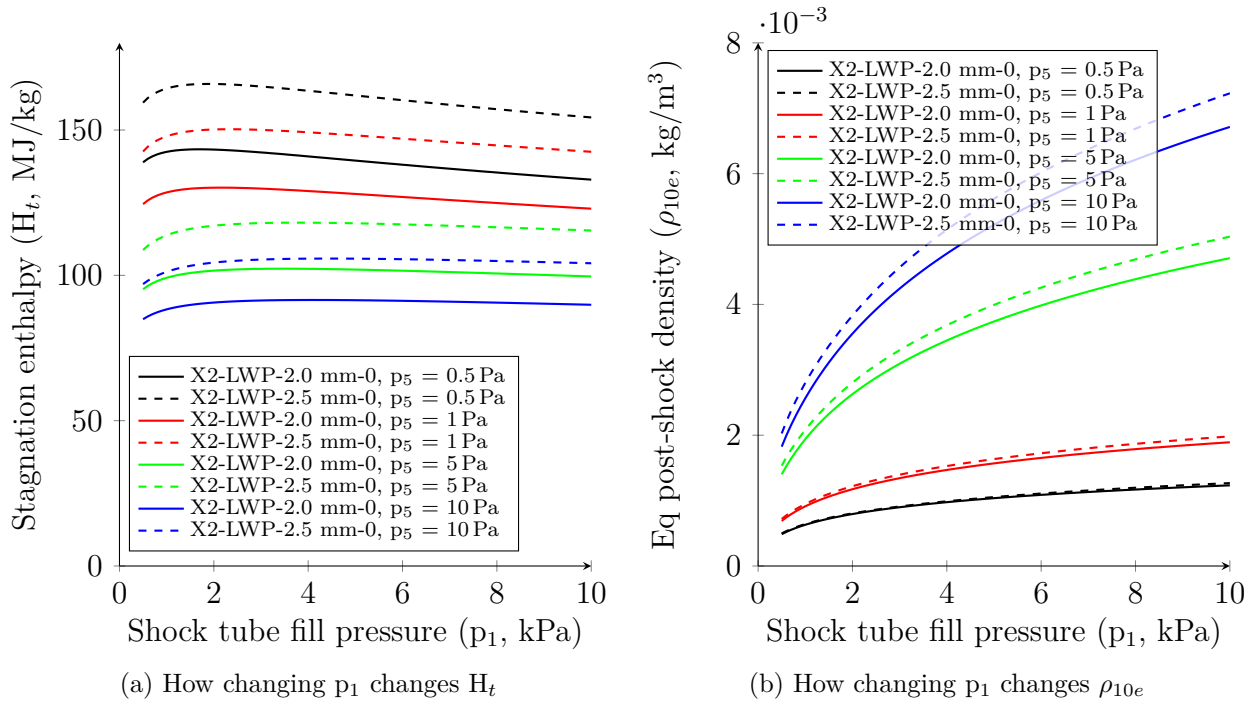 Stagnation enthalpy (Hₜ, MJ/kg)
150
100
50
0
X2-LWP-2.0 mm-0, p₅ = 0.5 Pa
X2-LWP-2.5 mm-0, p₅ = 0.5 Pa
X2-LWP-2.0 mm-0, p₅ = 1 Pa
X2-LWP-2.5 mm-0, p₅ = 1 Pa
X2-LWP-2.0 mm-0, p₅ = 5 Pa
X2-LWP-2.5 mm-0, p₅ = 5 Pa
X2-LWP-2.0 mm-0, p₅ = 10 Pa
X2-LWP-2.5 mm-0, p₅ = 10 Pa
0 2 4 6 8 10
Shock tube fill pressure (p₁, kPa)
(a) How changing p₁ changes Hₜ
·10⁻³
Eq post-shock density (ρ₁₀ₑ, kg/m³)
8
6
4
2
0
X2-LWP-2.0 mm-0, p₅ = 0.5 Pa
X2-LWP-2.5 mm-0, p₅ = 0.5 Pa
X2-LWP-2.0 mm-0, p₅ = 1 Pa
X2-LWP-2.5 mm-0, p₅ = 1 Pa
X2-LWP-2.0 mm-0, p₅ = 5 Pa
X2-LWP-2.5 mm-0, p₅ = 5 Pa
X2-LWP-2.0 mm-0, p₅ = 10 Pa
X2-LWP-2.5 mm-0, p₅ = 10 Pa
0 2 4 6 8 10
Shock tube fill pressure (p₁, kPa)
(b) How changing p₁ changes ρ₁₀ₑ